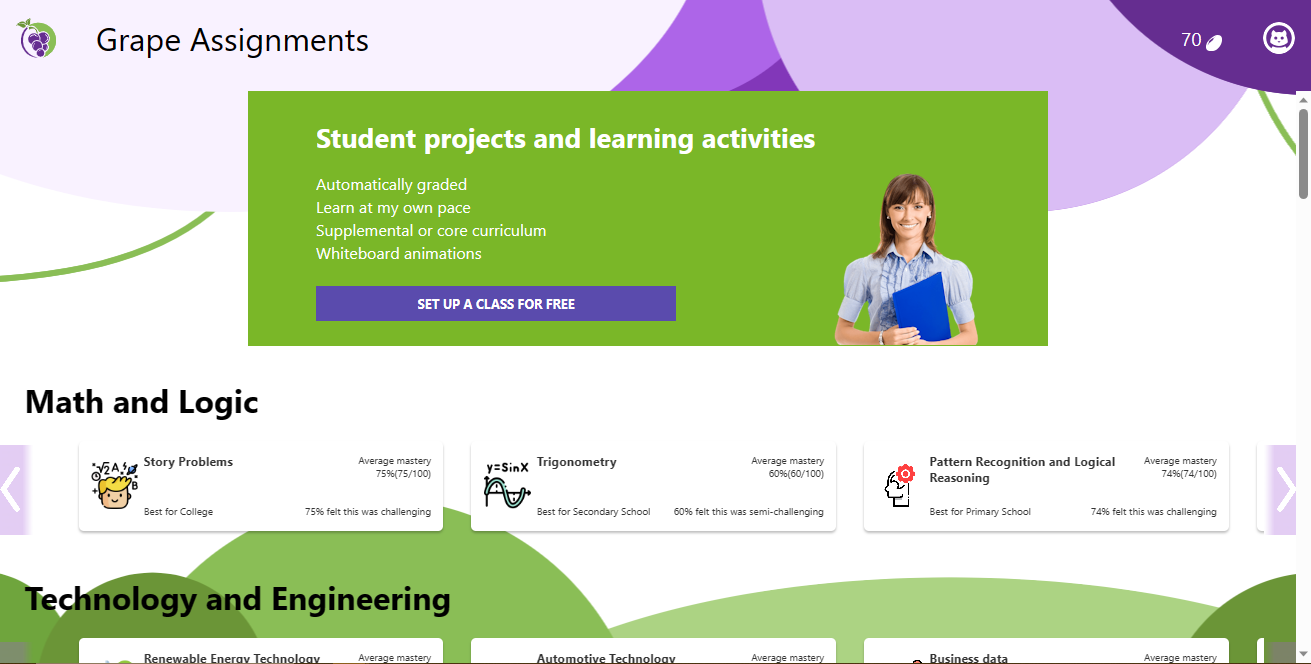 Grape Assignments
70
Student projects and learning activities
Automatically graded
Learn at my own pace
Supplemental or core curriculum
Whiteboard animations
SET UP A CLASS FOR FREE
Math and Logic
Story Problems
Average mastery
75%(75/100)
Best for College
75% felt this was challenging
y=SinX
Trigonometry
Average mastery
60%(60/100)
Best for Secondary School
60% felt this was semi-challenging
Pattern Recognition and Logical
Reasoning
Average mastery
74%(74/100)
Best for Primary School
74% felt this was challenging
Technology and Engineering
Renewable Energy Technology
Average mastery
Automotive Technology
Average mastery
Business data
Average mastery